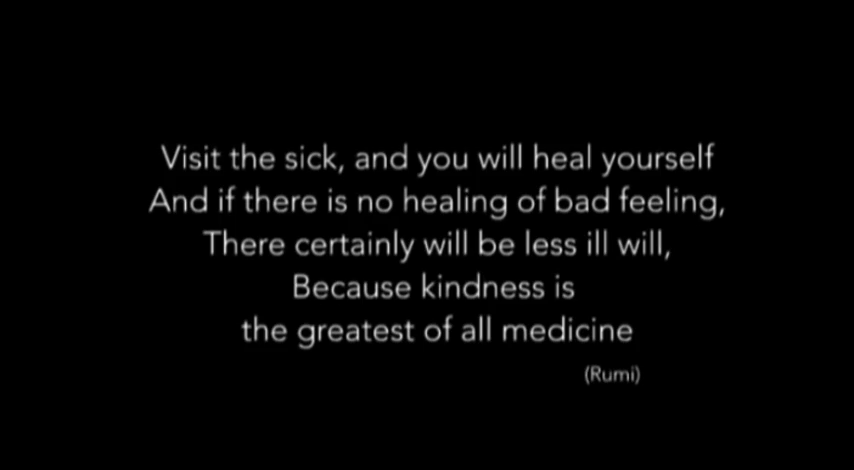 Visit the sick, and you will heal yourself
And if there is no healing of bad feeling,
There certainly will be less ill will,
Because kindness is
the greatest of all medicine
(Rumi)